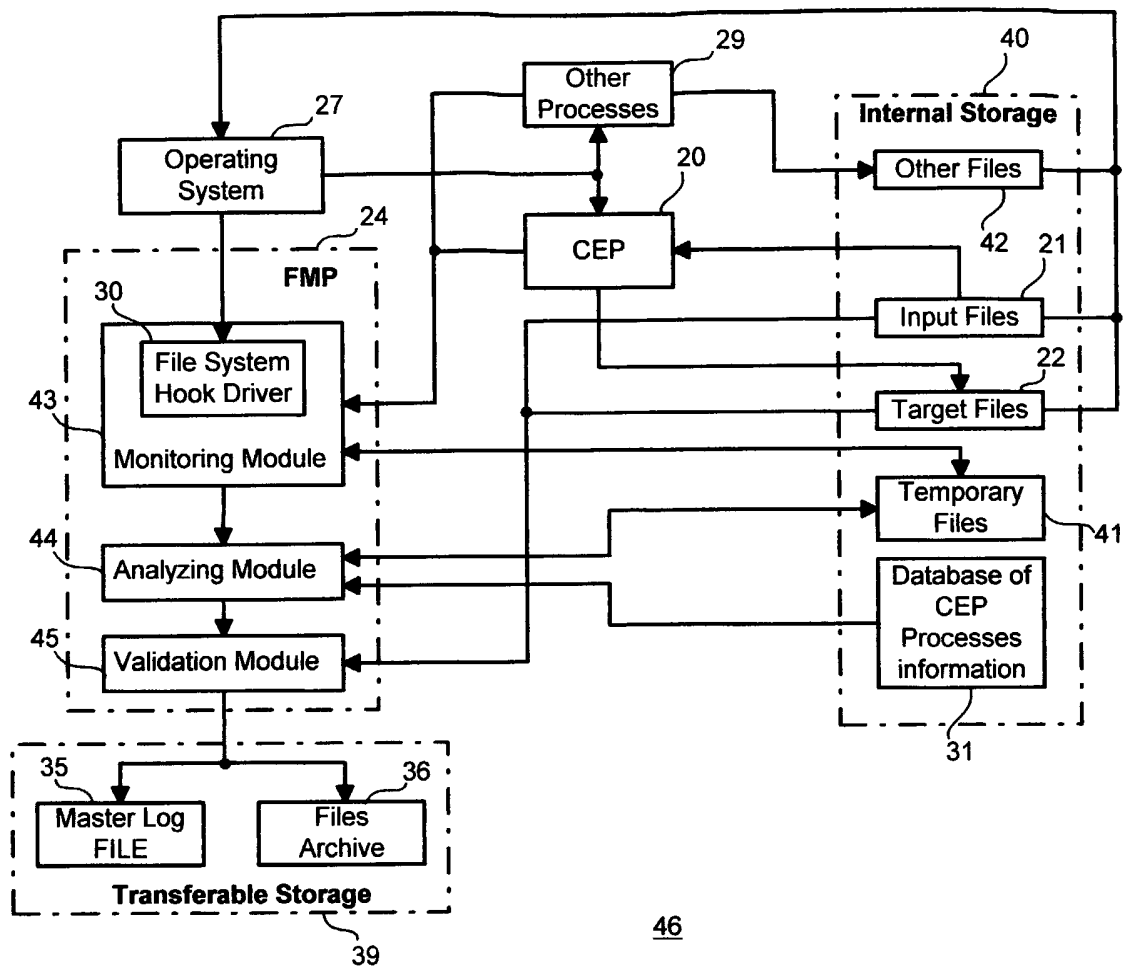 29
Other
Processes
40
Internal Storage
27
Operating
System
Other Files
42
20
CEP
24
FMP
21
Input Files
30
File System
Hook Driver
22
Target Files
43
Monitoring Module
Temporary
Files
41
44
Analyzing Module
Database of
CEP
Processes
information
31
45
Validation Module
35
Master Log
FILE
36
Files
Archive
Transferable Storage
39
46